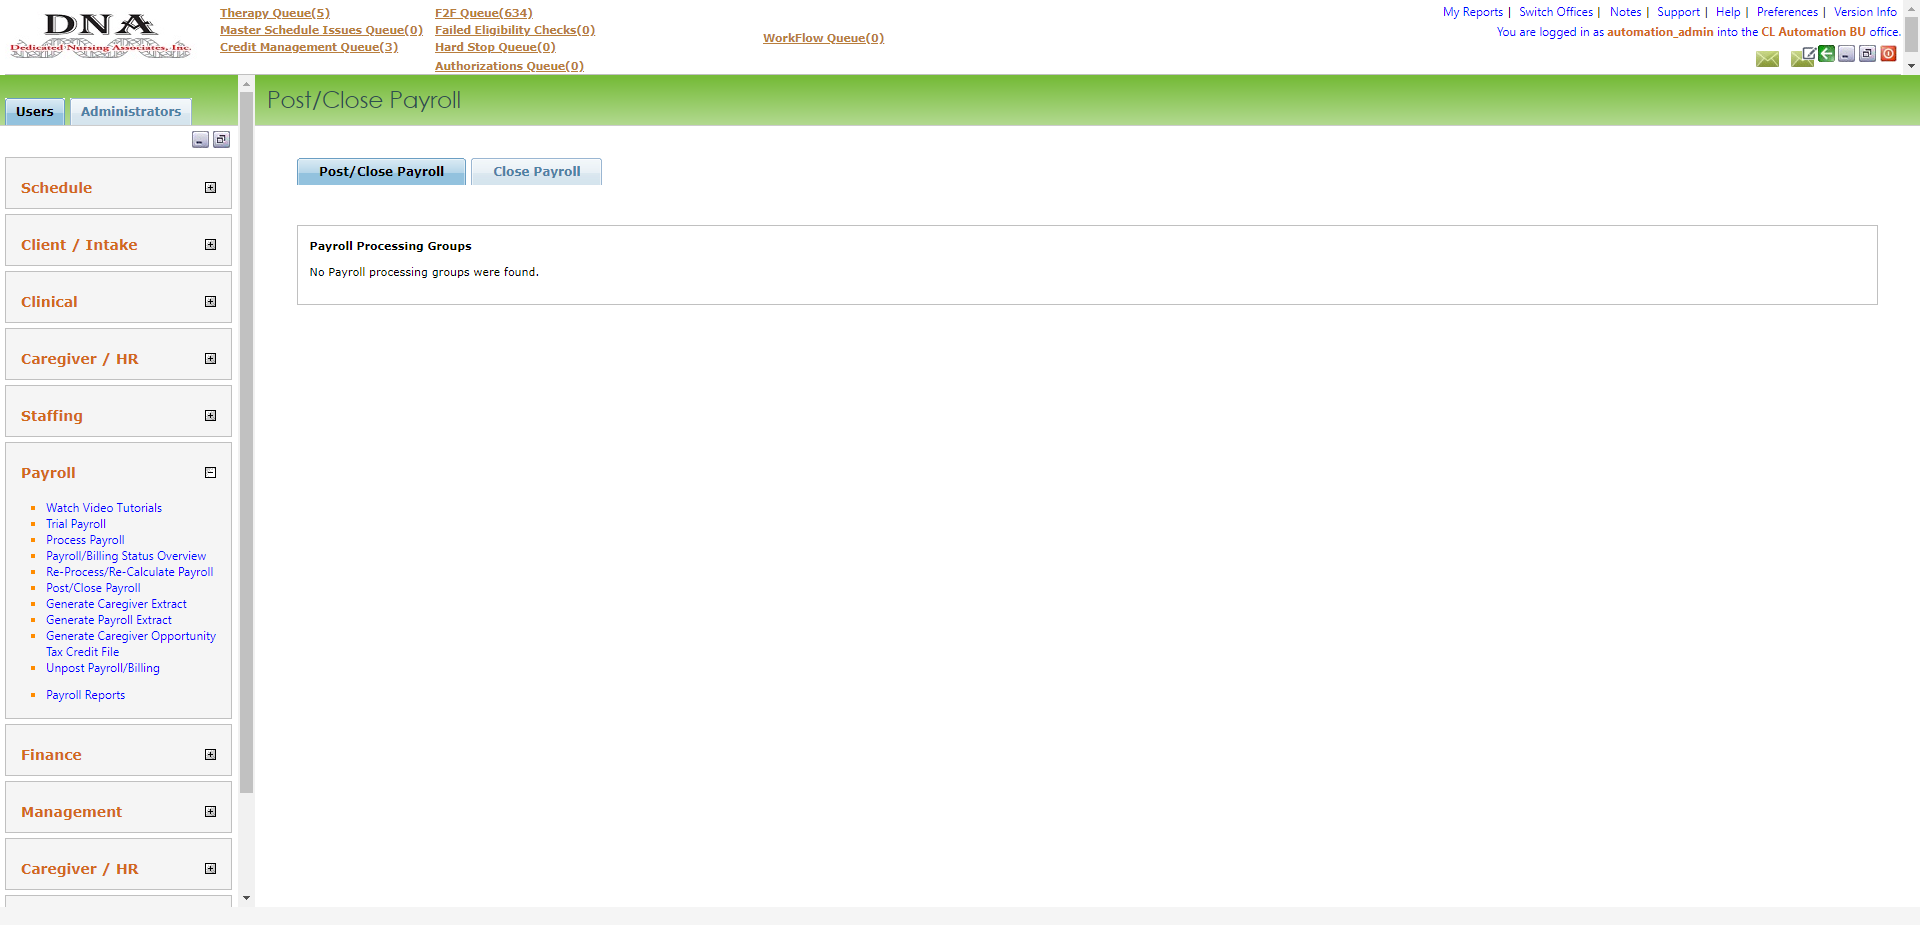 DNA
Dedicated Nursing Associates, Inc.
Therapy Queue(5)
Master Schedule Issues Queue(0)
Credit Management Queue(3)
F2F Queue(634)
Failed Eligibility Checks(0)
Hard Stop Queue(0)
Authorizations Queue(0)
WorkFlow Queue(0)
My Reports | Switch Offices | Notes | Support | Help | Preferences | Version Info
You are logged in as automation_admin into the CL Automation BU office.
Users
Administrators
Schedule
Client / Intake
Clinical
Caregiver / HR
Staffing
Payroll
Watch Video Tutorials
Trial Payroll
Process Payroll
Payroll/Billing Status Overview
Re-Process/Re-Calculate Payroll
Post/Close Payroll
Generate Caregiver Extract
Generate Payroll Extract
Generate Caregiver Opportunity
Tax Credit File
Unpost Payroll/Billing
Payroll Reports
Finance
Management
Caregiver / HR
Post/Close Payroll
Post/Close Payroll
Close Payroll
Payroll Processing Groups
No Payroll processing groups were found.